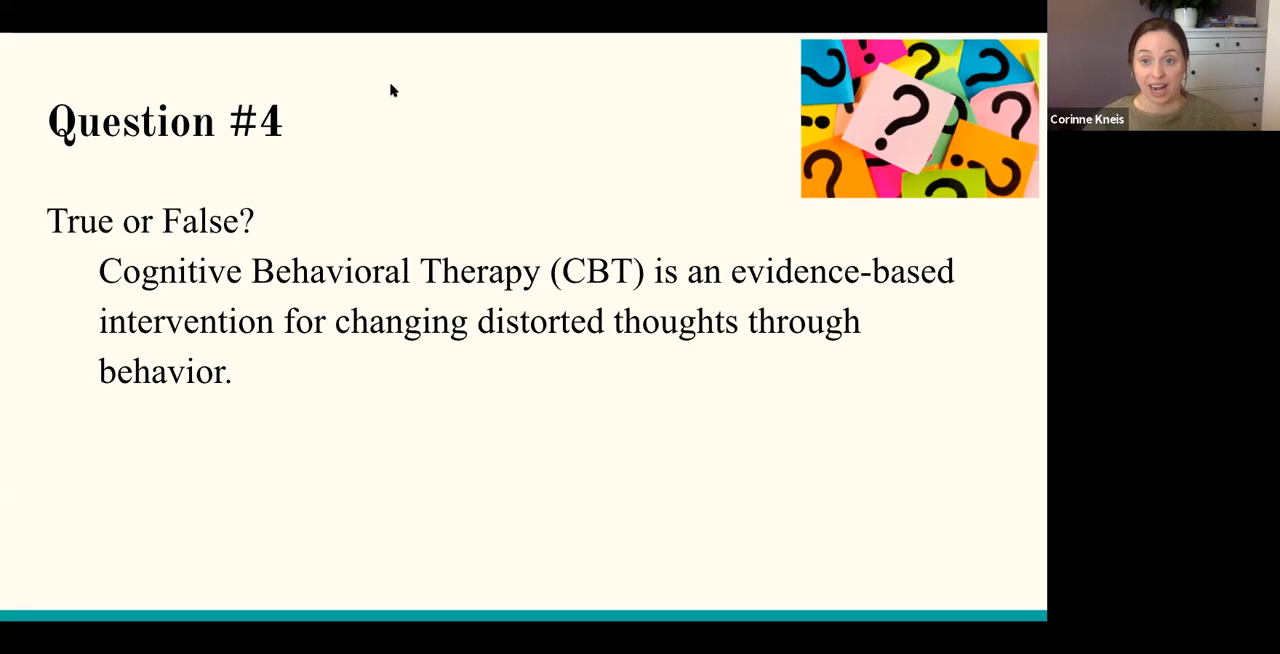 Question #4
True or False?
Cognitive Behavioral Therapy (CBT) is an evidence-based
intervention for changing distorted thoughts through
behavior.
Corinne Kneis